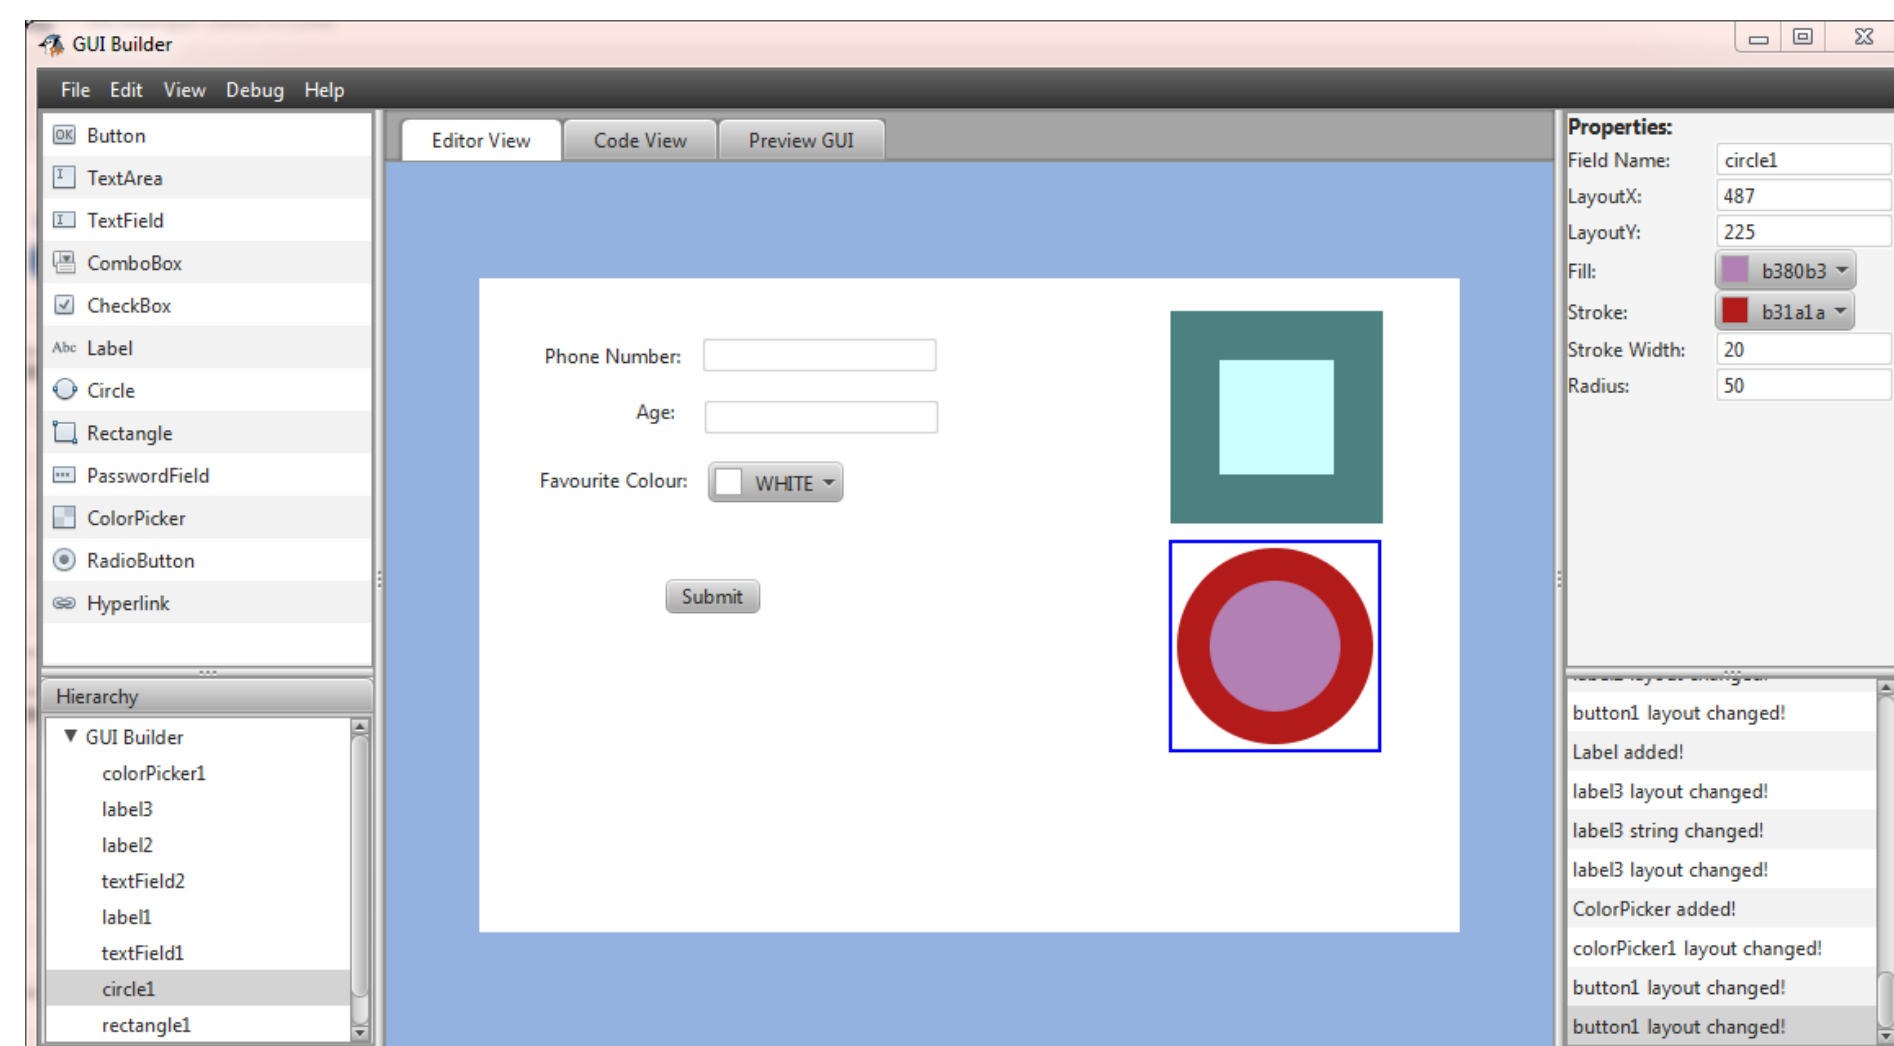 GUI Builder
File Edit View Debug Help
OK Button
TextArea
TextField
ComboBox
CheckBox
Abc Label
Circle
Rectangle
PasswordField
ColorPicker
RadioButton
Hyperlink
Hierarchy
GUI Builder
colorPicker1
label3
label2
textField2
label1
textField1
circle1
rectangle1
Editor View Code View Preview GUI
Phone Number:
Age:
Favourite Colour: WHITE
Submit
Properties:
Field Name: circle1
LayoutX: 487
LayoutY: 225
Fill: b380b3
Stroke: b31a1a
Stroke Width: 20
Radius: 50
button1 layout changed!
Label added!
label3 layout changed!
label3 string changed!
label3 layout changed!
ColorPicker added!
colorPicker1 layout changed!
button1 layout changed!
button1 layout changed!